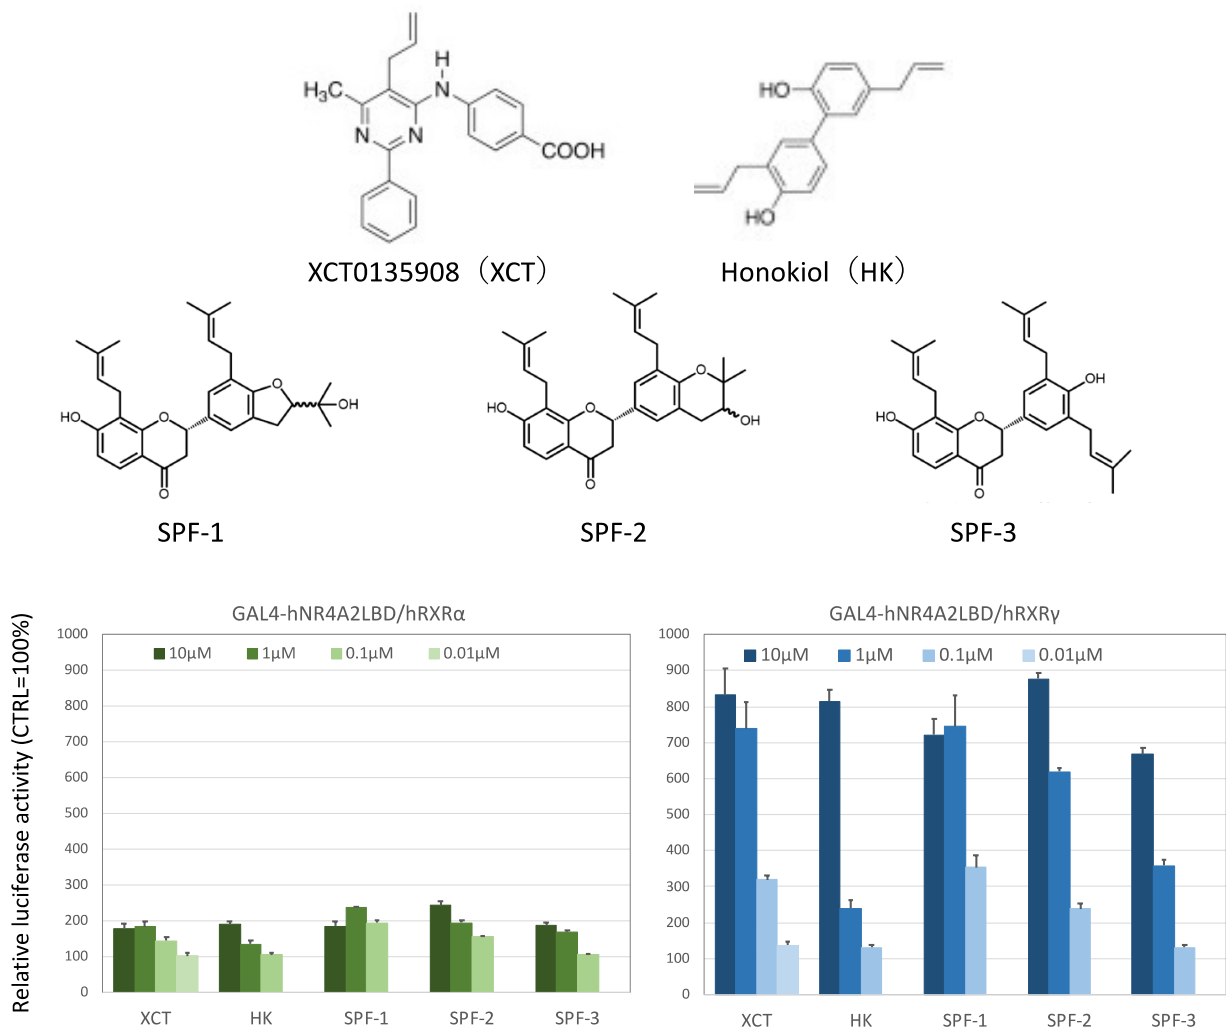 H
H₃C
N
N
N
COOH
XCT0135908（XCT）
HO
HO
Honokiol（HK）
HO
O
O
OH
O
SPF-1
HO
O
O
OH
O
SPF-2
HO
O
OH
O
SPF-3
Relative luciferase activity (CTRL=100%)
GAL4-hNR4A2LBD/hRXRα
10μM 1μM 0.1μM 0.01μM
1000
900
800
700
600
500
400
300
200
100
0
XCT HK SPF-1 SPF-2 SPF-3
GAL4-hNR4A2LBD/hRXRγ
10μM 1μM 0.1μM 0.01μM
1000
900
800
700
600
500
400
300
200
100
0
XCT HK SPF-1 SPF-2 SPF-3